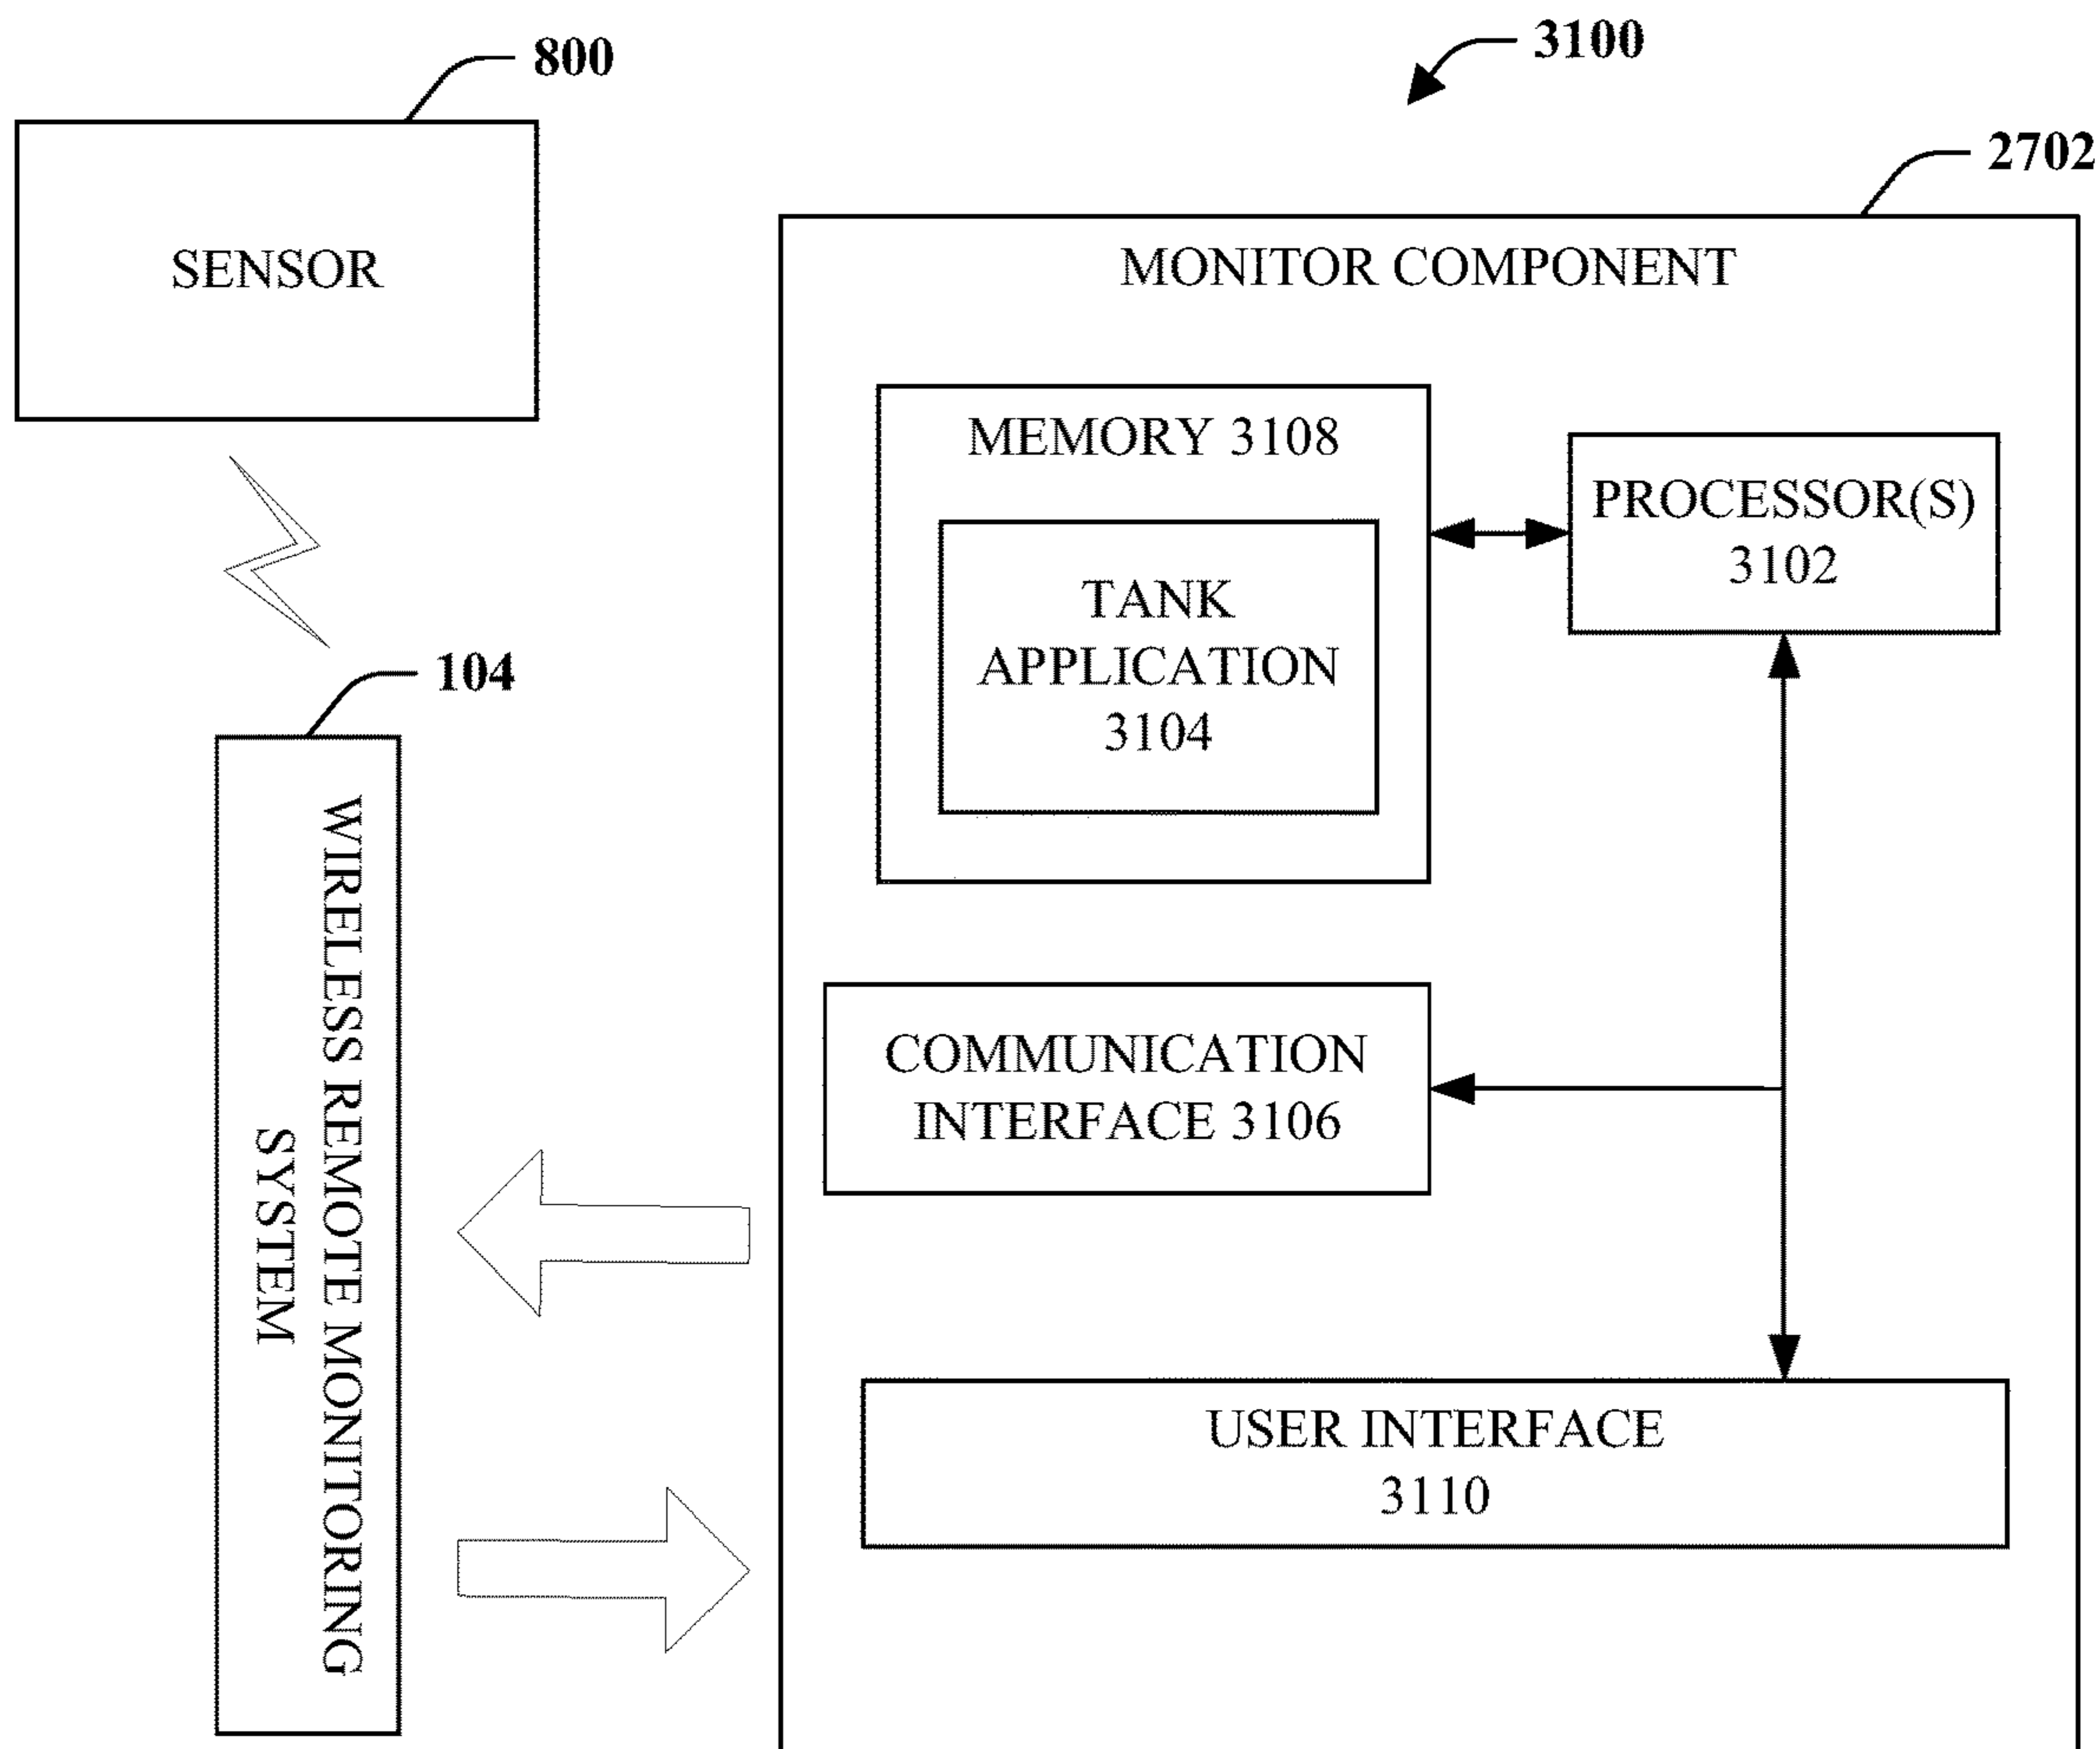 800
3100
2702
SENSOR
MONITOR COMPONENT
MEMORY 3108
PROCESSOR(S)
3102
TANK
APPLICATION
3104
104
WIRELESS REMOTE MONITORING
SYSTEM
COMMUNICATION
INTERFACE 3106
USER INTERFACE
3110